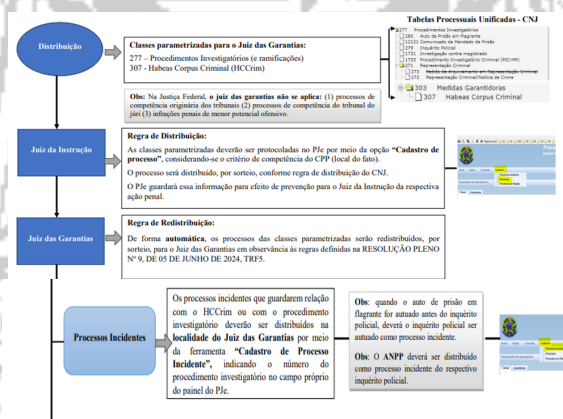 Tabelas Processuais Unificadas - CNJ
Distribuição
Classes parametrizadas para o Juiz das Garantias:
277 – Procedimentos Investigatórios (e ramificações)
307 - Habeas Corpus Criminal (HCCrim)
277 Procedimentos Investigatórios
280 Auto de Prisão em Flagrante
12121 Comunicado de Mandado de Prisão
279 Inquérito Policial
1731 Investigação contra magistrado
1733 Procedimento Investigatório Criminal (PIC-MP)
271 Representação Criminal
273 Pedido de Arquivamento em Representação Criminal
272 Representação Criminal/Notícia de Crime
303 Medidas Garantidoras
307 Habeas Corpus Criminal
Obs: Na Justiça Federal, o juiz das garantias não se aplica: (1) processos de
competência originária dos tribunais (2) processos de competência do tribunal do
júri (3) infrações penais de menor potencial ofensivo.
Juiz da Instrução
Regra de Distribuição:
As classes parametrizadas deverão ser protocoladas no PJe por meio da opção “Cadastro de
processo”, considerando-se o critério de competência do CPP (local do fato).
O processo será distribuído, por sorteio, conforme regra de distribuição do CNJ.
O PJe guardará essa informação para efeito de prevenção para o Juiz da Instrução da respectiva
ação penal.
Juiz das Garantias
Regra de Redistribuição:
De forma automática, os processos das classes parametrizadas serão redistribuídos, por
sorteio, para o Juiz das Garantias em observância às regras definidas na RESOLUÇÃO PLENO
Nº 9, DE 05 DE JUNHO DE 2024, TRF5.
Processos Incidentes
Os processos incidentes que guardarem relação
com o HCCrim ou com o procedimento
investigatório deverão ser distribuídos na
localidade do Juiz das Garantias por meio
da ferramenta “Cadastro de Processo
Incidente”, indicando o número do
procedimento investigatório no campo próprio
do painel do PJe.
Obs: quando o auto de prisão em
flagrante for autuado antes do inquérito
policial, deverá o inquérito policial ser
autuado como processo incidente.
Obs: O ANPP deverá ser distribuído
como processo incidente do respectivo
inquérito policial.